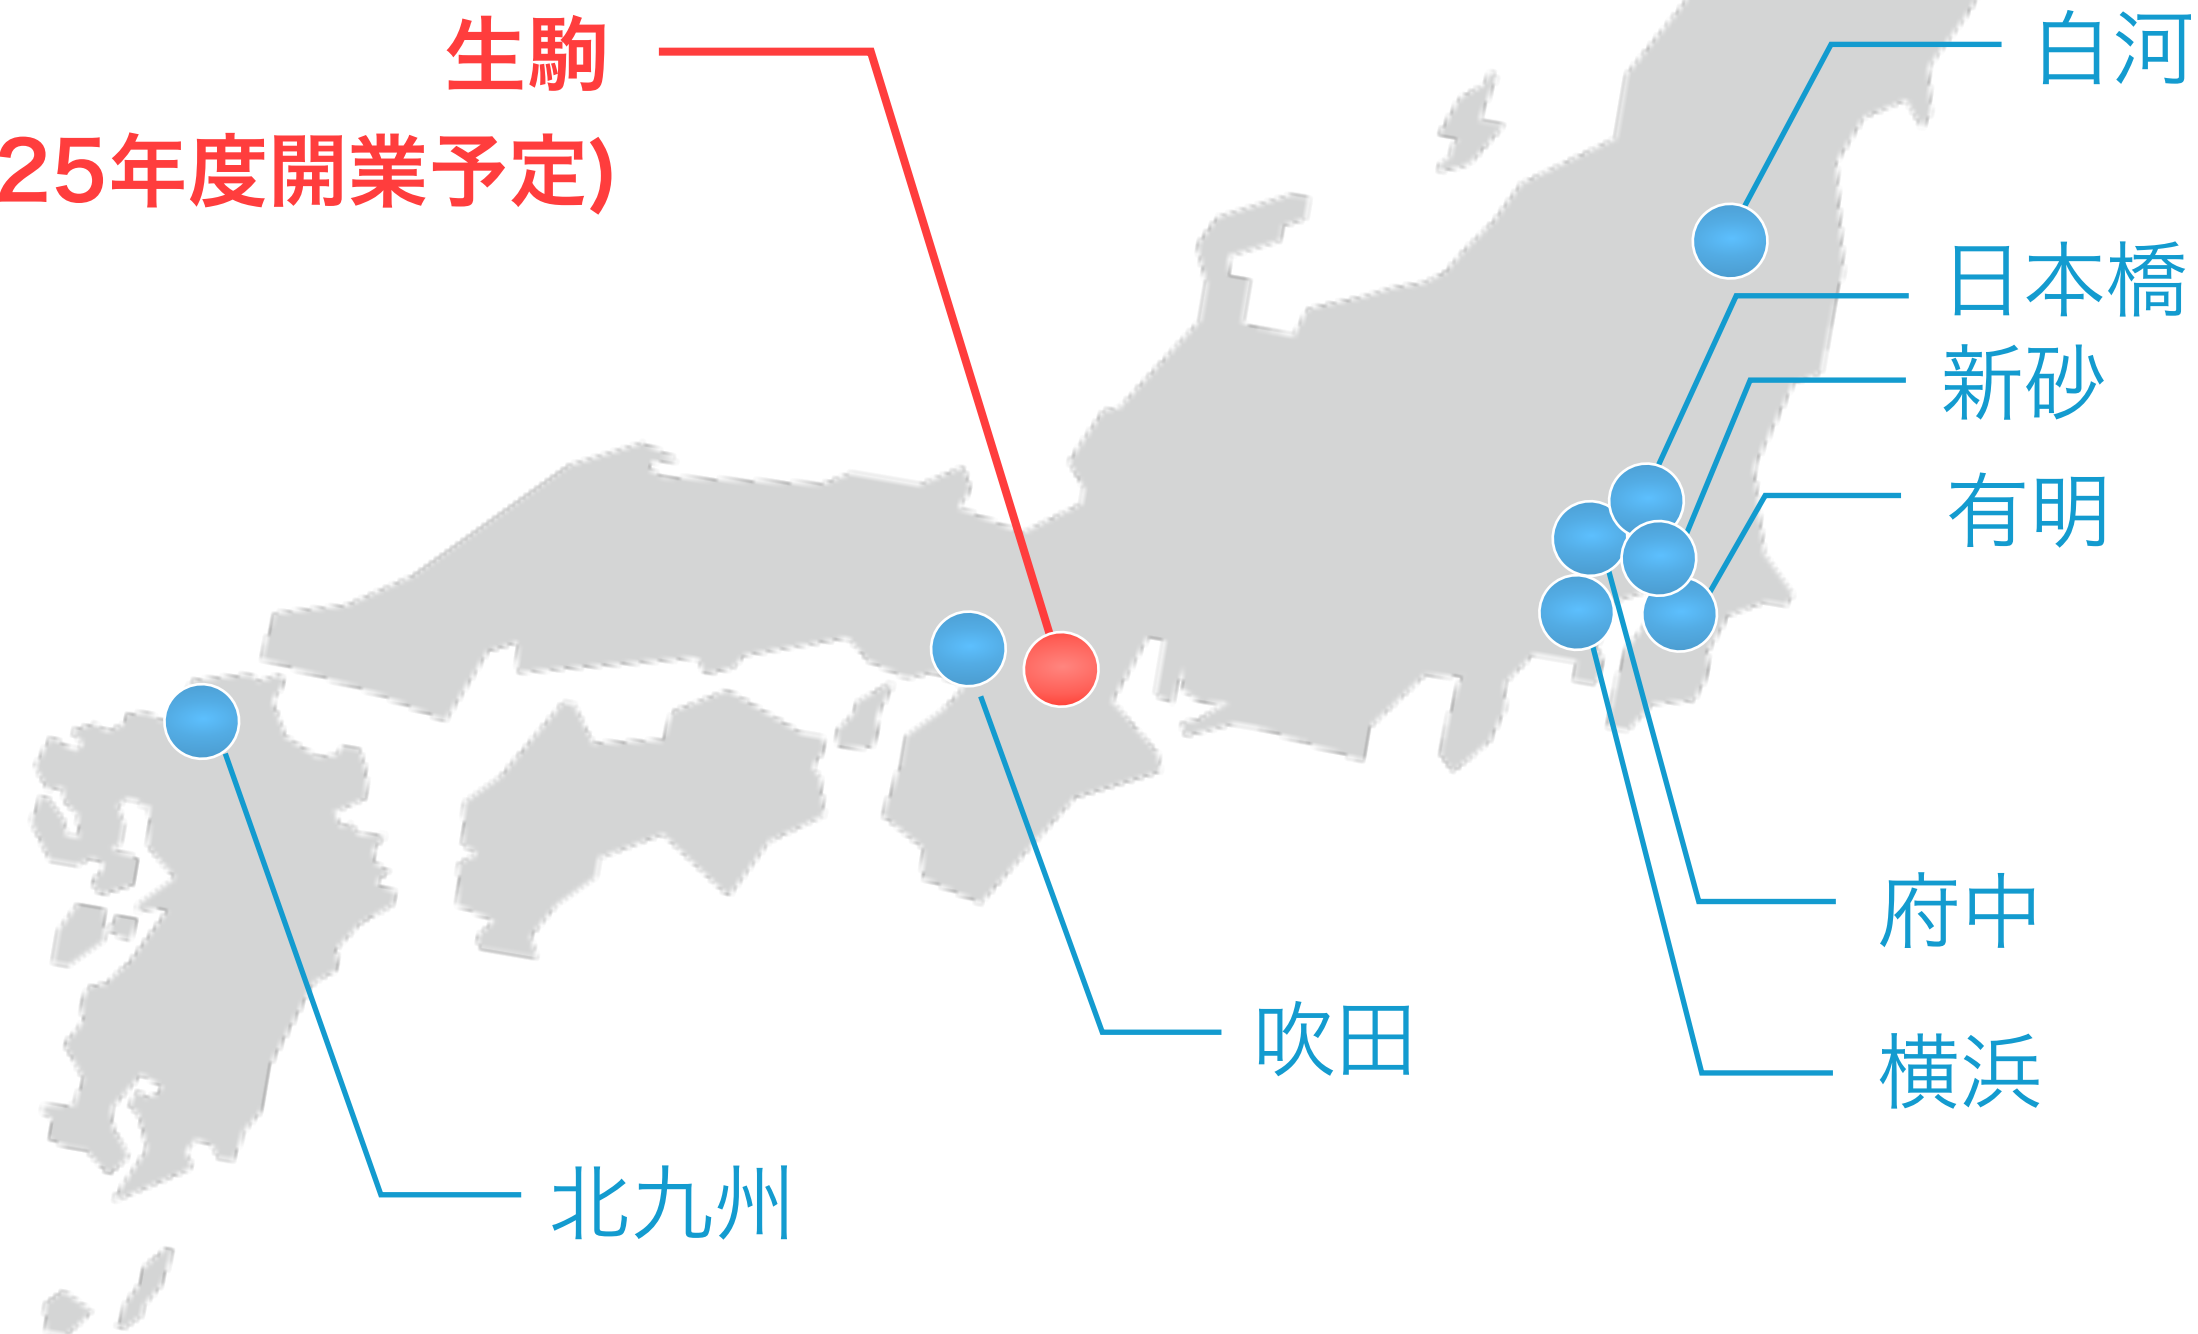 生駒
25年度開業予定)
白河
日本橋
新砂
有明
府中
横浜
吹田
北九州